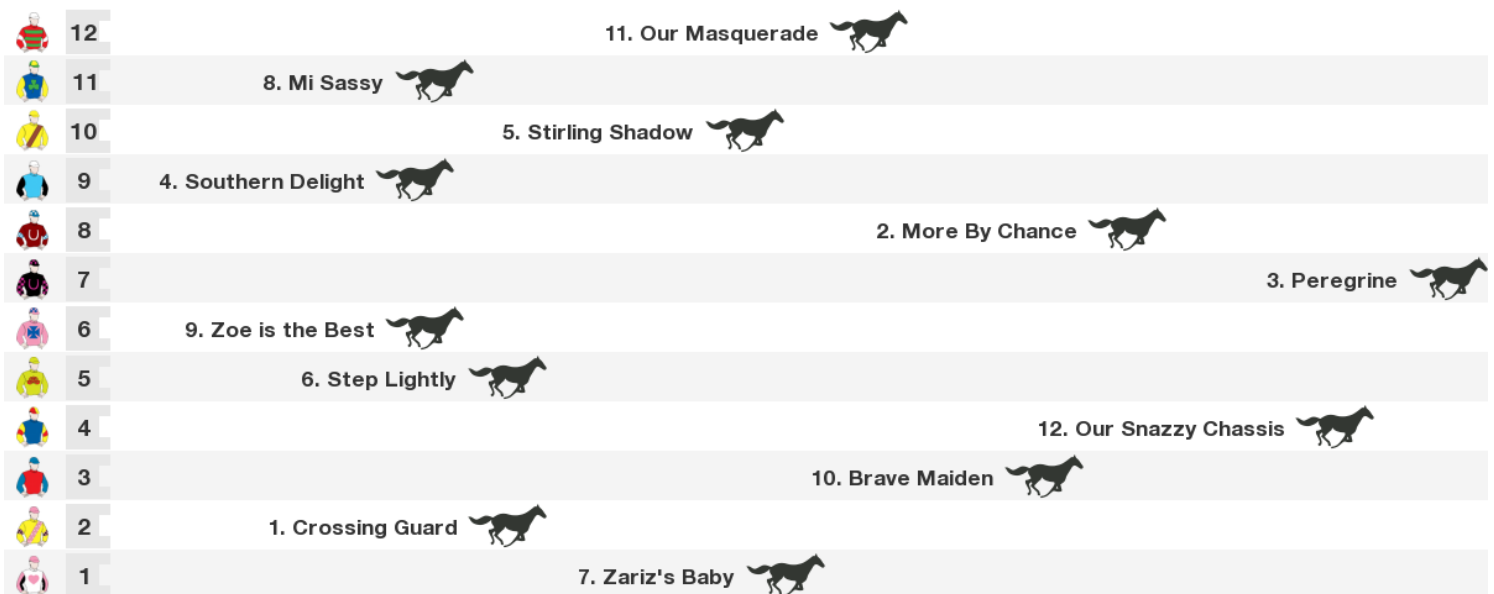 12 11. Our Masquerade
11 8. Mi Sassy
10 5. Stirling Shadow
9 4. Southern Delight
8 2. More By Chance
7 3. Peregrine
6 9. Zoe is the Best
5 6. Step Lightly
4 12. Our Snazzy Chassis
3 10. Brave Maiden
2 1. Crossing Guard
1 7. Zariz's Baby